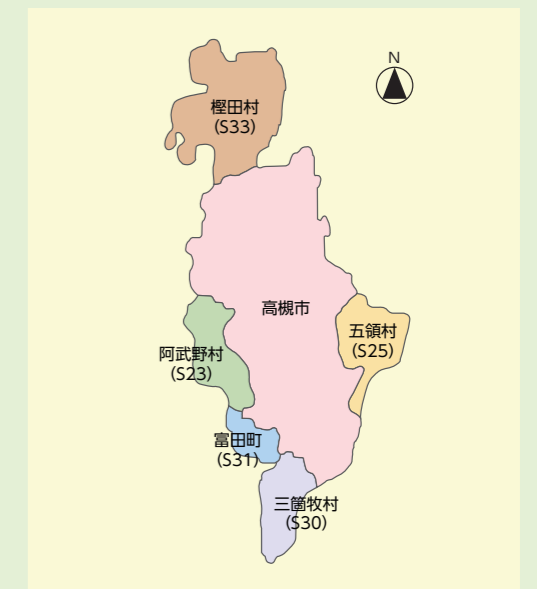 N
樫田村
(S33)
高槻市
五領村
(S25)
阿武野村
(S23)
富田町
(S31)
三箇牧村
(S30)